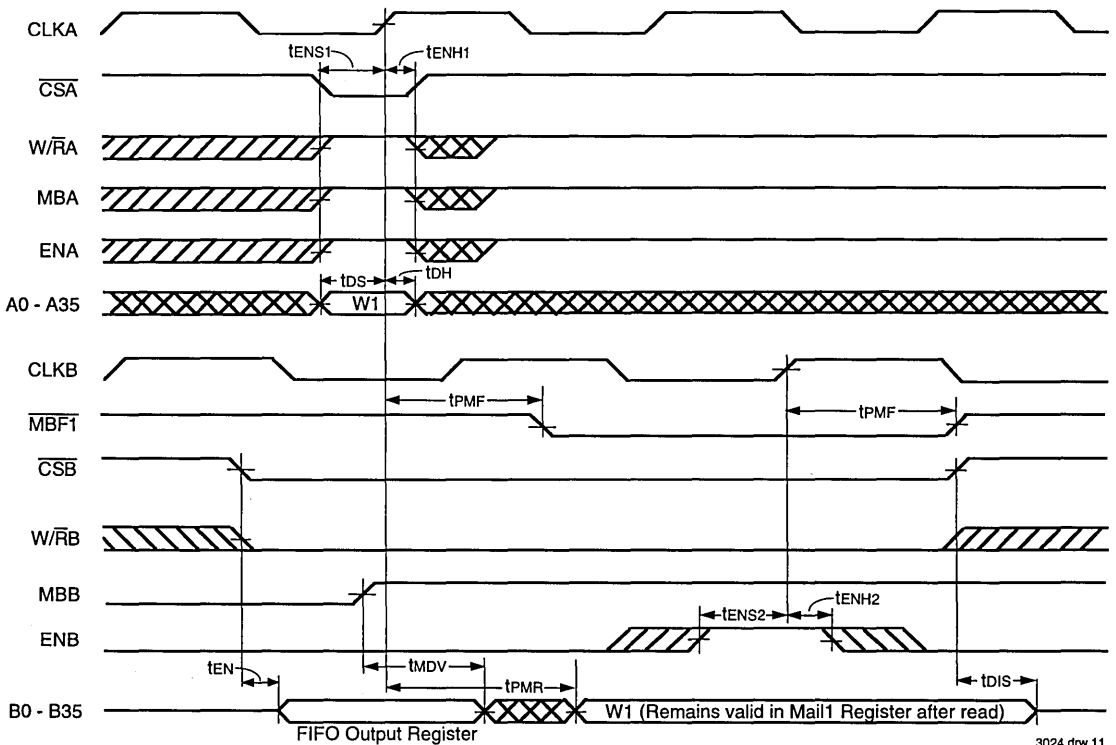 CLKA
tENS1
tENH1
CSA
W/RA
MBA
ENA
tDS
tDH
A0 - A35
W1
CLKB
tPMF
tPMF
MBF1
CSB
W/RB
MBB
tENS2
tENH2
ENB
tEN
tMDV
tPMR
tDIS
B0 - B35
W1 (Remains valid in Mail1 Register after read)
FIFO Output Register
3024 drw 11